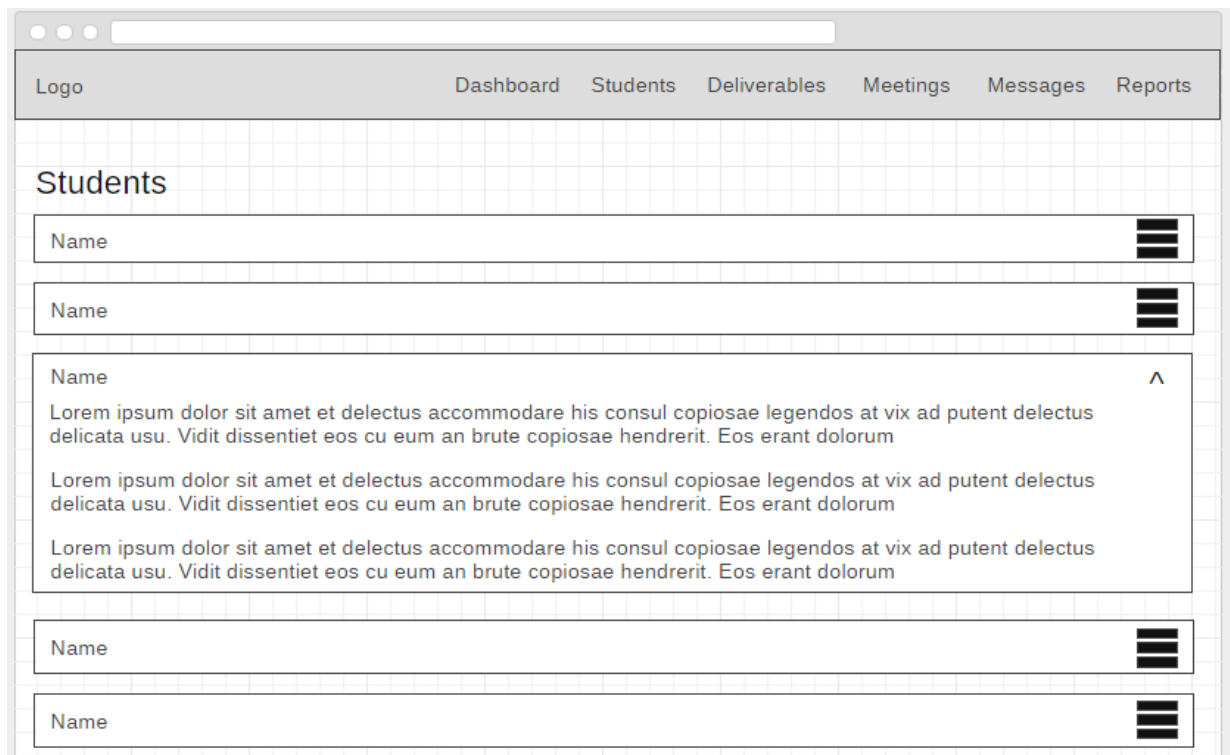 Logo
Dashboard Students Deliverables Meetings Messages Reports
Students
Name
Name
Name
^
Lorem ipsum dolor sit amet et delectus accommodare his consul copiosae legendos at vix ad putent delectus
delicata usu. Vidit dissentiet eos cu eum an brute copiosae hendrerit. Eos erant dolorum
Lorem ipsum dolor sit amet et delectus accommodare his consul copiosae legendos at vix ad putent delectus
delicata usu. Vidit dissentiet eos cu eum an brute copiosae hendrerit. Eos erant dolorum
Lorem ipsum dolor sit amet et delectus accommodare his consul copiosae legendos at vix ad putent delectus
delicata usu. Vidit dissentiet eos cu eum an brute copiosae hendrerit. Eos erant dolorum
Name
Name